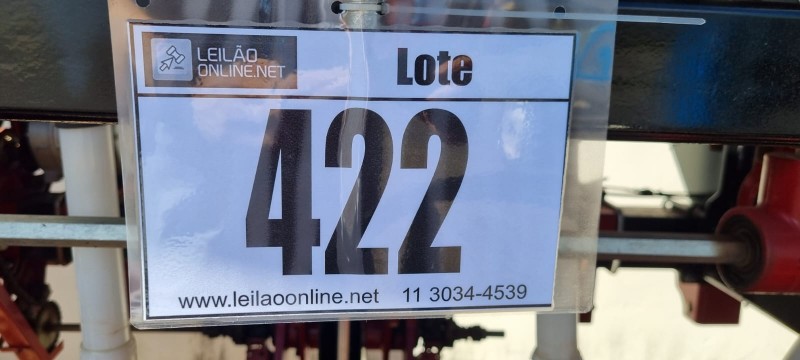 LEILÃO
ONLINE.NET
Lote
422
www.leilaoonline.net 11 3034-4539